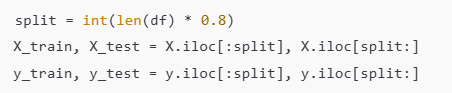 split = int(len(df) * 0.8)
X_train, X_test = X.iloc[:split], X.iloc[split:]
y_train, y_test = y.iloc[:split], y.iloc[split:]